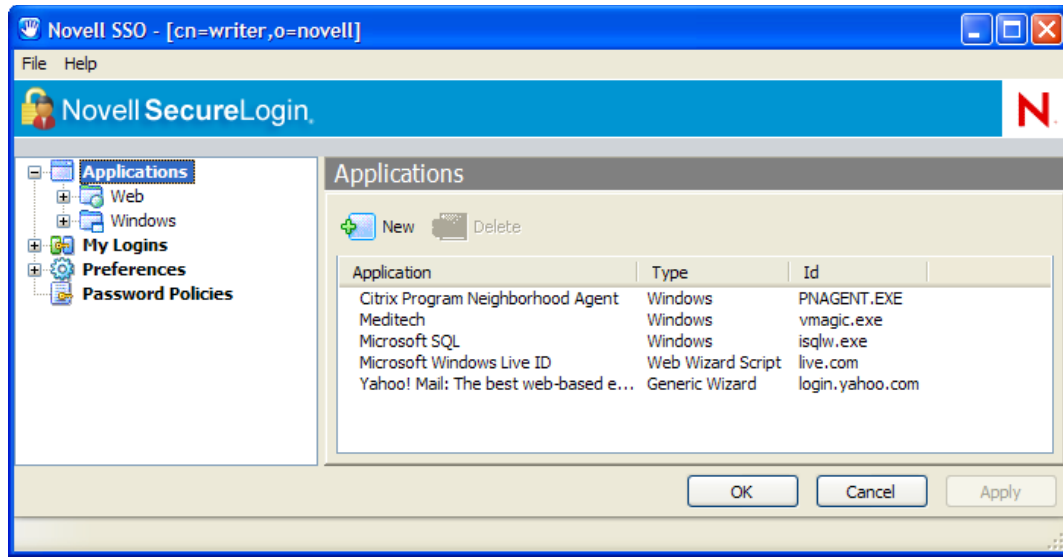 Novell SSO - [cn=writer,o=novell]
File Help
Novell SecureLogin
N
Applications
Web
Windows
My Logins
Preferences
Password Policies
Applications
New Delete
Application Type Id
Citrix Program Neighborhood Agent Windows PNAGENT.EXE
Meditech Windows vmagic.exe
Microsoft SQL Windows isqlw.exe
Microsoft Windows Live ID Web Wizard Script live.com
Yahoo! Mail: The best web-based e... Generic Wizard login.yahoo.com
OK Cancel Apply